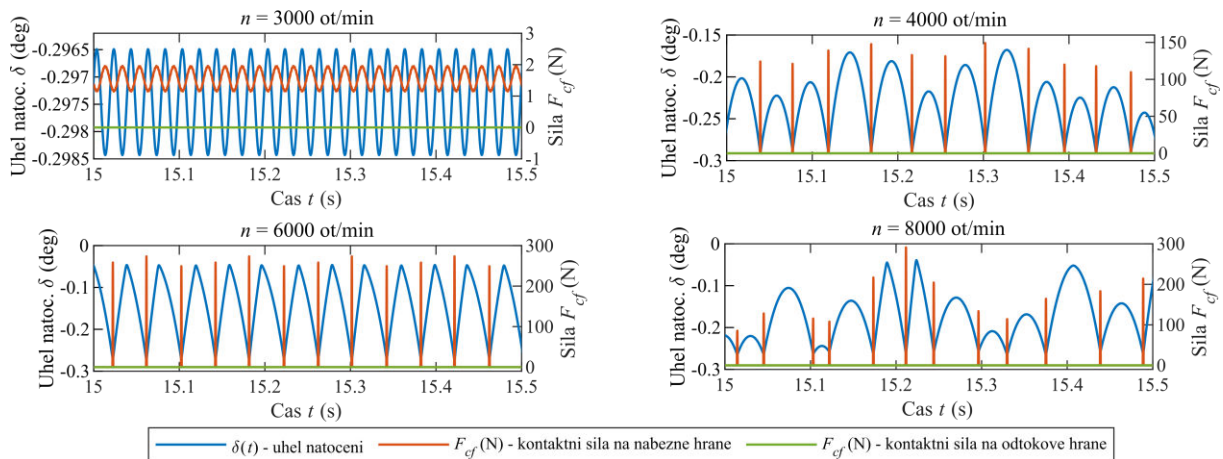 n = 3000 ot/min
Uhel natoc. δ (deg)
-0.2965
-0.297
-0.2975
-0.298
-0.2985
3
2
1
0
-1
Sila F_cf (N)
15 15.1 15.2 15.3 15.4 15.5
Cas t (s)
n = 4000 ot/min
Uhel natoc. δ (deg)
-0.15
-0.2
-0.25
-0.3
150
100
50
0
Sila F_cf (N)
15 15.1 15.2 15.3 15.4 15.5
Cas t (s)
n = 6000 ot/min
Uhel natoc. δ (deg)
0
-0.1
-0.2
-0.3
300
200
100
0
Sila F_cf (N)
15 15.1 15.2 15.3 15.4 15.5
Cas t (s)
n = 8000 ot/min
Uhel natoc. δ (deg)
0
-0.1
-0.2
-0.3
300
200
100
0
Sila F_cf (N)
15 15.1 15.2 15.3 15.4 15.5
Cas t (s)
δ(t) - uhel natoceni F_cf (N) - kontaktni sila na nabezne hrane F_cf (N) - kontaktni sila na odtokove hrane